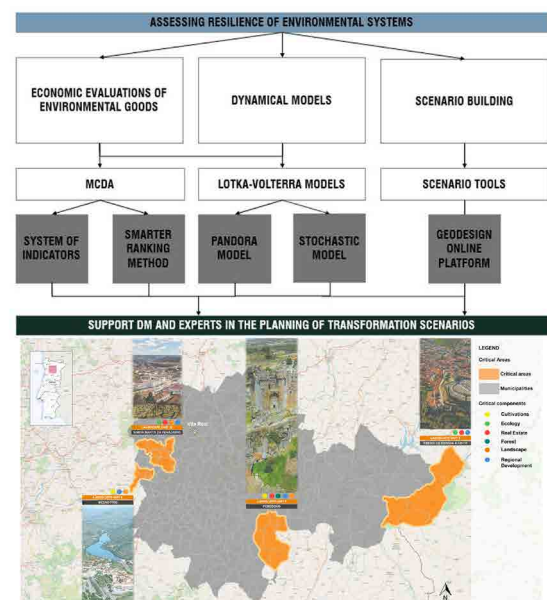 ASSESSING RESILIENCE OF ENVIRONMENTAL SYSTEMS
ECONOMIC EVALUATIONS OF
ENVIRONMENTAL GOODS
DYNAMICAL MODELS
SCENARIO BUILDING
MCDA
LOTKA-VOLTERRA MODELS
SCENARIO TOOLS
SYSTEM OF
INDICATORS
SMARTER
RANKING
METHOD
PANDORA
MODEL
STOCHASTIC
MODEL
GEODESIGN
ONLINE
PLATFORM
SUPPORT DM AND EXPERTS IN THE PLANNING OF TRANSFORMATION SCENARIOS
LEGEND
Critical Areas
Critical areas
Municipalities
Critical components
Cultivations
Ecology
Real Estate
Forest
Landscape
Regional
Development
N